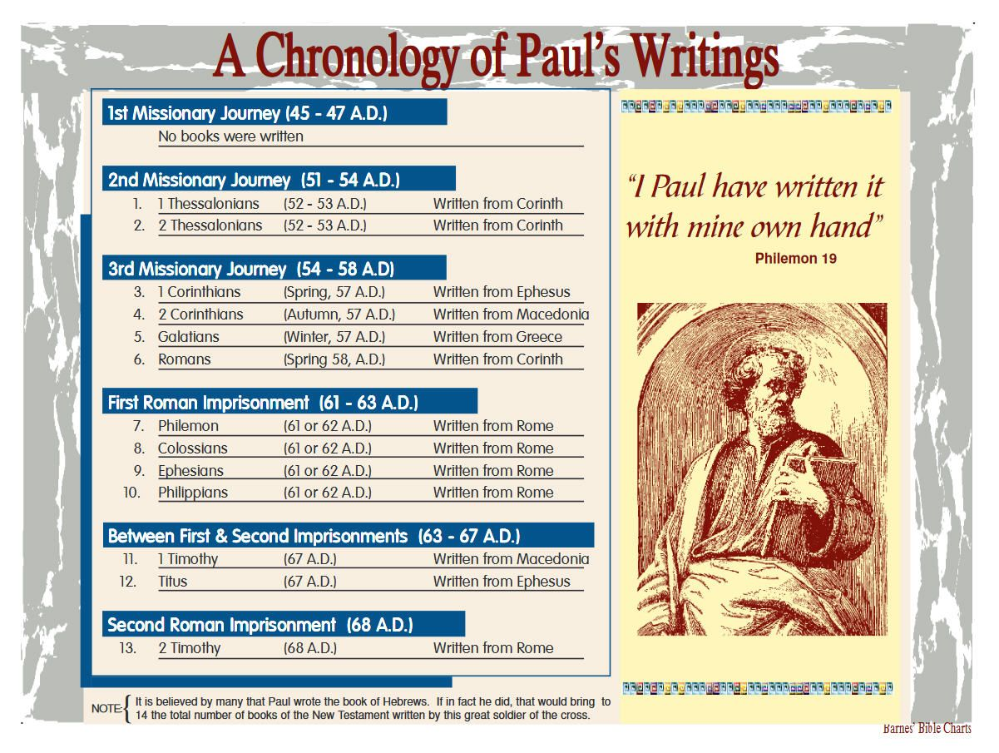 A Chronology of Paul's Writings
1st Missionary Journey (45 - 47 A.D.)
No books were written
2nd Missionary Journey (51 - 54 A.D.)
1. 1 Thessalonians (52 - 53 A.D.) Written from Corinth
2. 2 Thessalonians (52 - 53 A.D.) Written from Corinth
3rd Missionary Journey (54 - 58 A.D)
3. 1 Corinthians (Spring, 57 A.D.) Written from Ephesus
4. 2 Corinthians (Autumn, 57 A.D.) Written from Macedonia
5. Galatians (Winter, 57 A.D.) Written from Greece
6. Romans (Spring 58, A.D.) Written from Corinth
First Roman Imprisonment (61 - 63 A.D.)
7. Philemon (61 or 62 A.D.) Written from Rome
8. Colossians (61 or 62 A.D.) Written from Rome
9. Ephesians (61 or 62 A.D.) Written from Rome
10. Philippians (61 or 62 A.D.) Written from Rome
Between First & Second Imprisonments (63 - 67 A.D.)
11. 1 Timothy (67 A.D.) Written from Macedonia
12. Titus (67 A.D.) Written from Ephesus
Second Roman Imprisonment (68 A.D.)
13. 2 Timothy (68 A.D.) Written from Rome
NOTE: It is believed by many that Paul wrote the book of Hebrews. If in fact he did, that would bring to
14 the total number of books of the New Testament written by this great soldier of the cross.
"I Paul have written it
with mine own hand"
Philemon 19
Barnes' Bible Charts